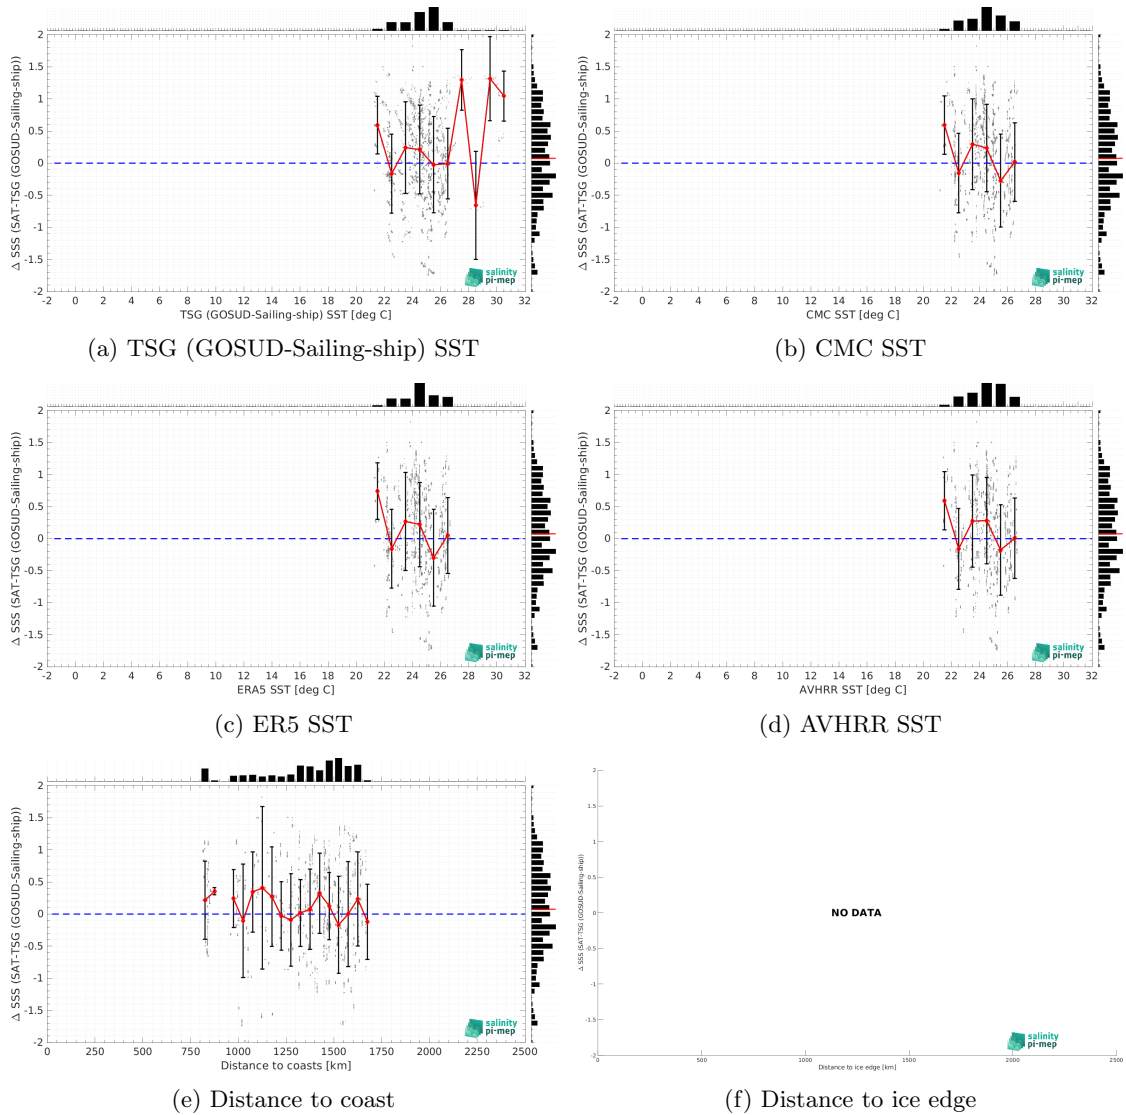 2
1.5
1
0.5
0
-0.5
-1
-1.5
-2
Δ SSS (SAT-TSG (GOSUD-Sailing-ship))
-2 0 2 4 6 8 10 12 14 16 18 20 22 24 26 28 30 32
TSG (GOSUD-Sailing-ship) SST [deg C]
salinity
pi-mep
(a) TSG (GOSUD-Sailing-ship) SST
2
1.5
1
0.5
0
-0.5
-1
-1.5
-2
Δ SSS (SAT-TSG (GOSUD-Sailing-ship))
-2 0 2 4 6 8 10 12 14 16 18 20 22 24 26 28 30 32
CMC SST [deg C]
salinity
pi-mep
(b) CMC SST
2
1.5
1
0.5
0
-0.5
-1
-1.5
-2
Δ SSS (SAT-TSG (GOSUD-Sailing-ship))
-2 0 2 4 6 8 10 12 14 16 18 20 22 24 26 28 30 32
ERA5 SST [deg C]
salinity
pi-mep
(c) ER5 SST
2
1.5
1
0.5
0
-0.5
-1
-1.5
-2
Δ SSS (SAT-TSG (GOSUD-Sailing-ship))
-2 0 2 4 6 8 10 12 14 16 18 20 22 24 26 28 30 32
AVHRR SST [deg C]
salinity
pi-mep
(d) AVHRR SST
2
1.5
1
0.5
0
-0.5
-1
-1.5
-2
Δ SSS (SAT-TSG (GOSUD-Sailing-ship))
0 250 500 750 1000 1250 1500 1750 2000 2250 2500
Distance to coasts [km]
salinity
pi-mep
(e) Distance to coast
2
1.5
1
0.5
0
-0.5
-1
-1.5
-2
Δ SSS (SAT-TSG (GOSUD-Sailing-ship))
NO DATA
0 500 1000 1500 2000 2500
Distance to ice edge [km]
salinity
pi-mep
(f) Distance to ice edge